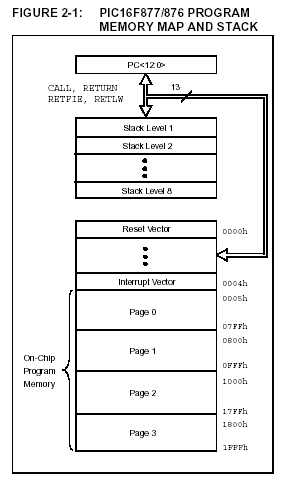 FIGURE 2-1: PIC16F877/876 PROGRAM
MEMORY MAP AND STACK
PC<12:0>
CALL, RETURN
RETFIE, RETLW
13
Stack Level 1
Stack Level 2
Stack Level 8
Reset Vector
0000h
Interrupt Vector
0004h
0005h
Page 0
07FFh
0800h
Page 1
0FFFh
1000h
Page 2
17FFh
1800h
Page 3
1FFFh
On-Chip
Program
Memory